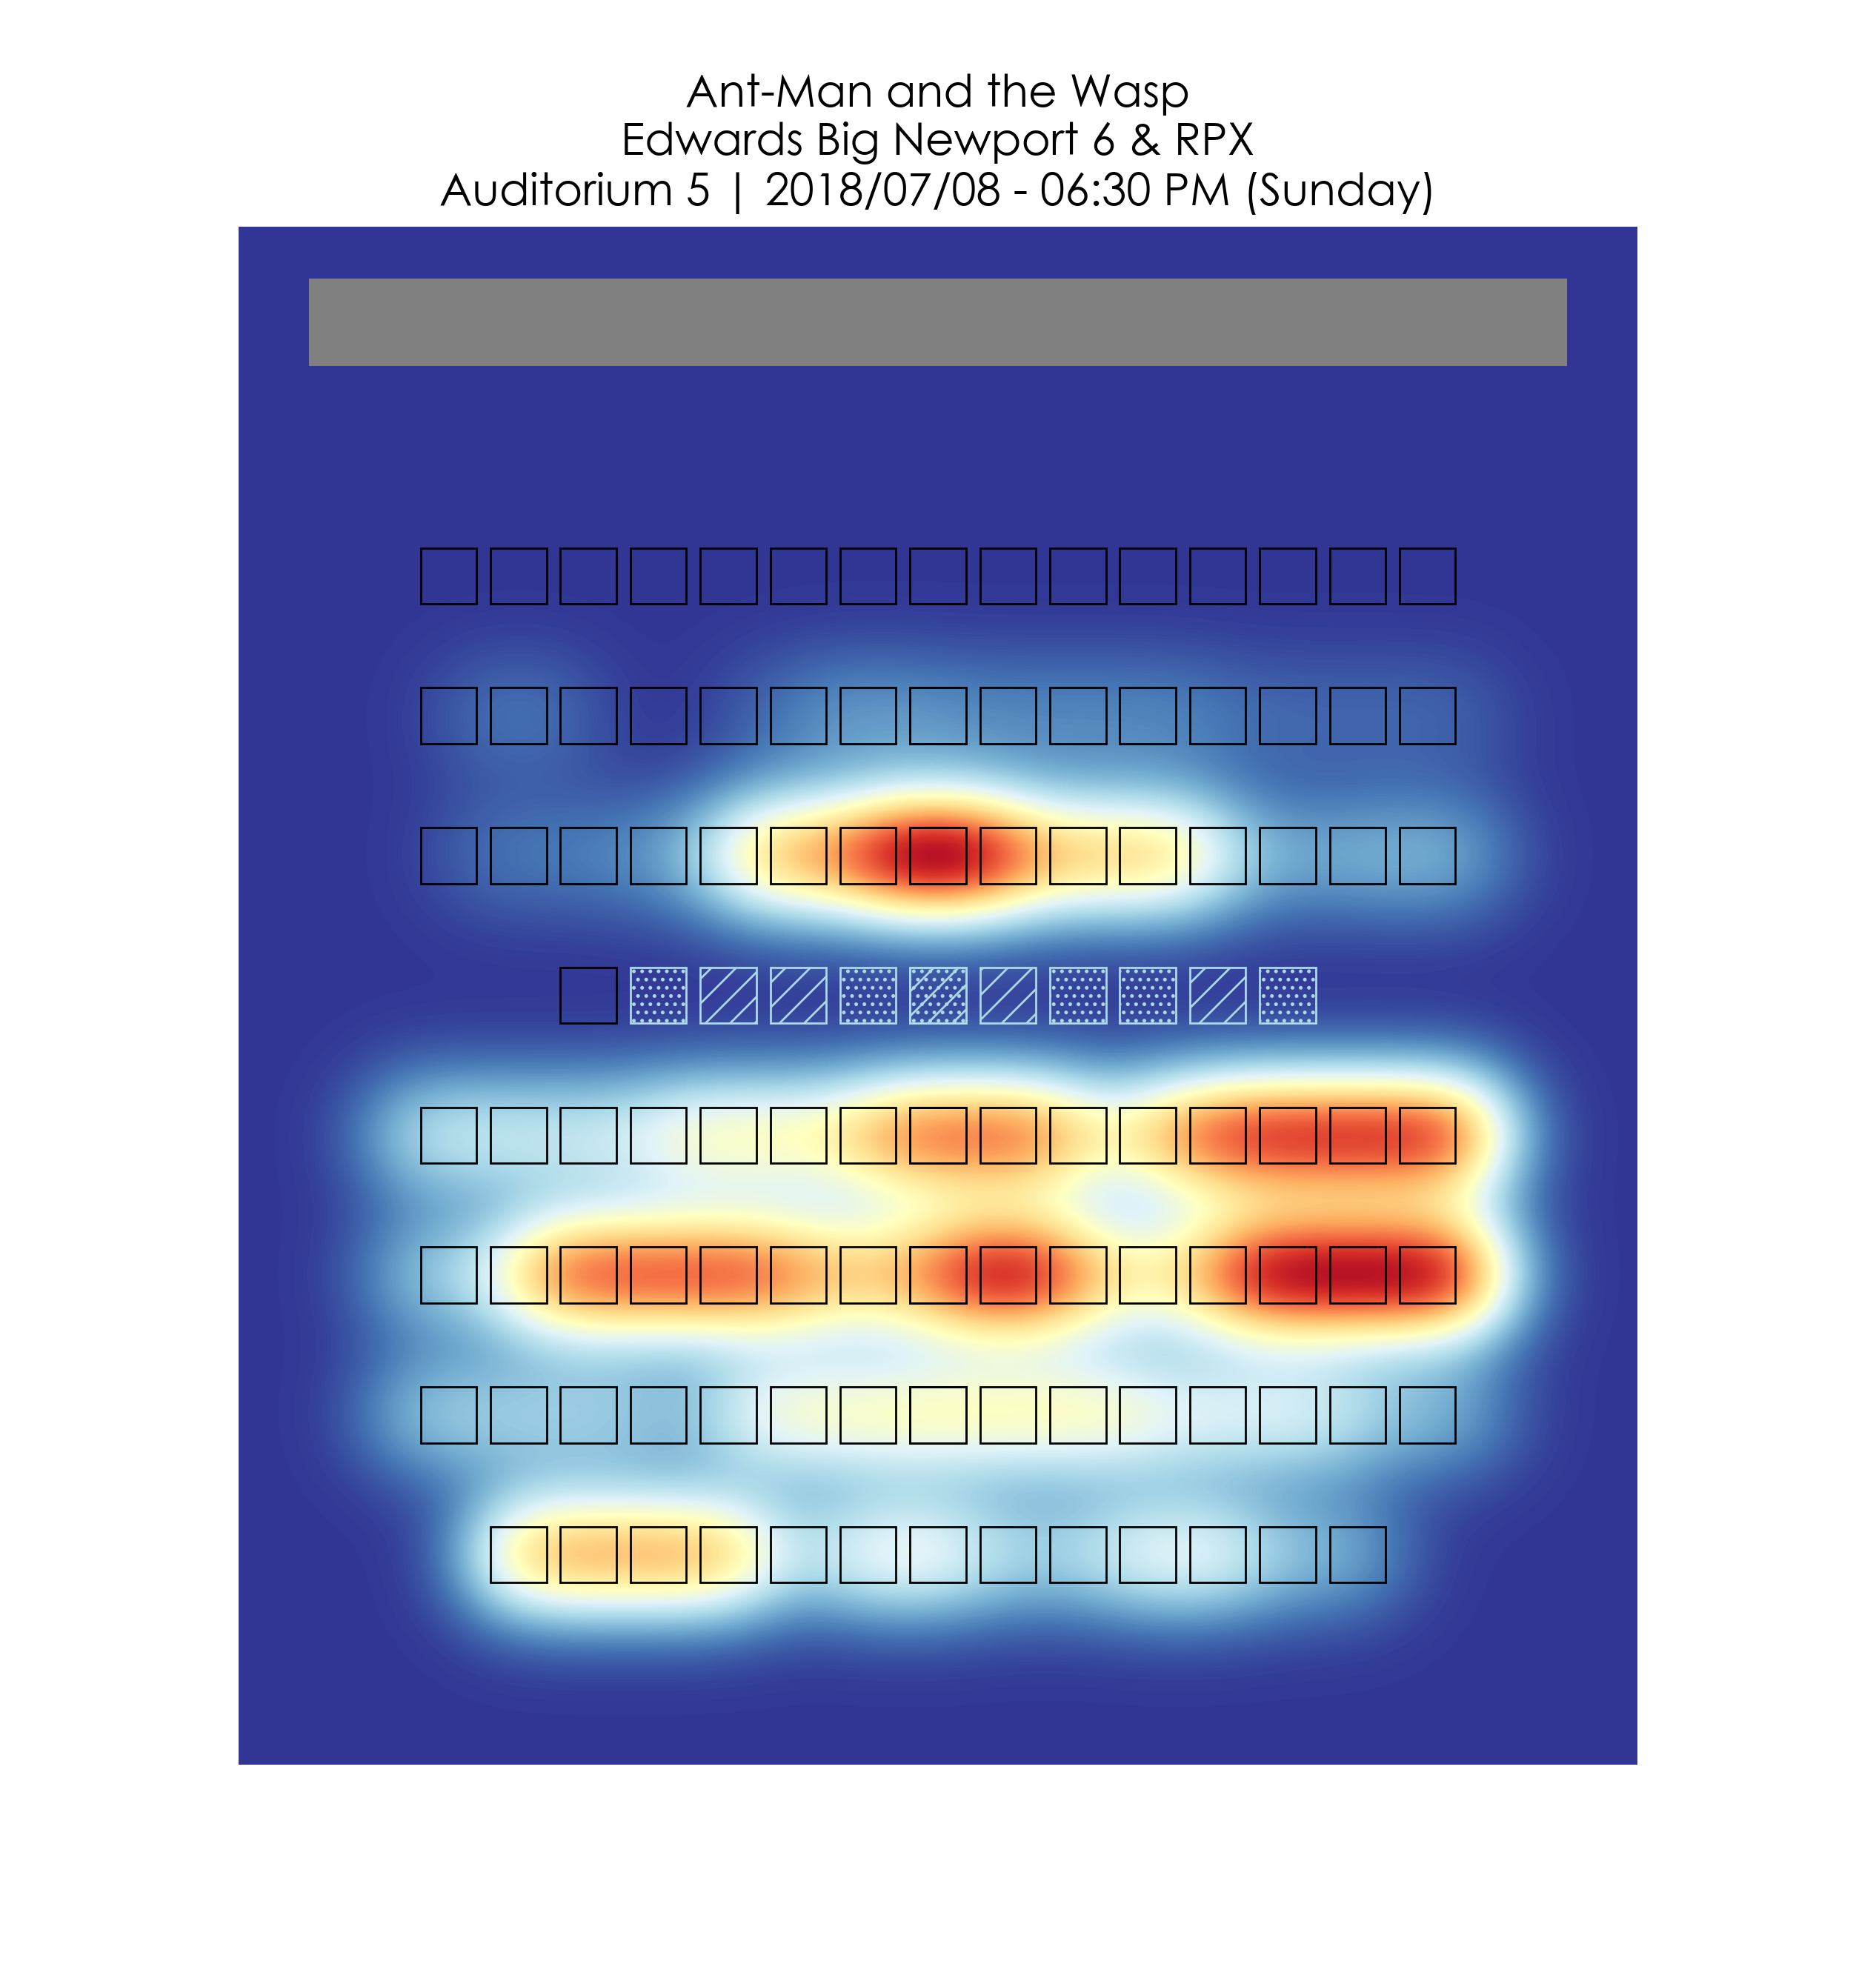 Ant-Man and the Wasp
Edwards Big Newport 6 & RPX
Auditorium 5 | 2018/07/08 - 06:30 PM (Sunday)